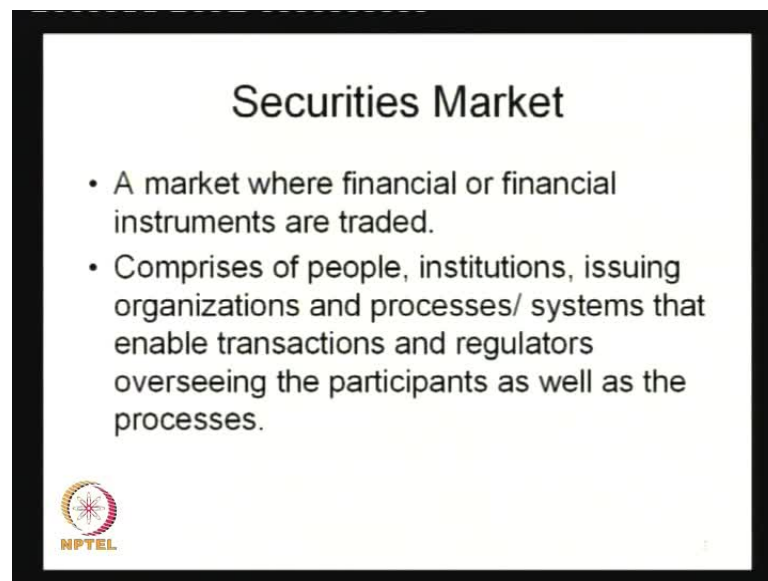 Securities Market
• A market where financial or financial
instruments are traded.
• Comprises of people, institutions, issuing
organizations and processes/ systems that
enable transactions and regulators
overseeing the participants as well as the
processes.
NPTEL